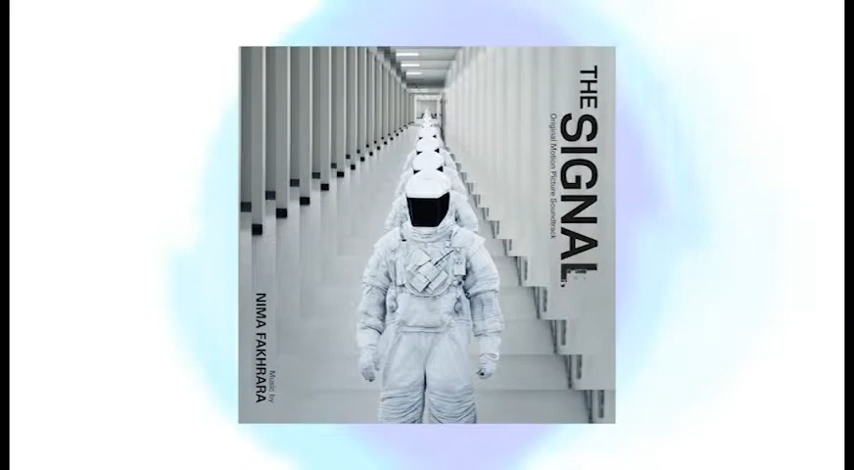 THE
SIGNAL.
Original Motion Picture Soundtrack
Music by
NIMA FAKHRARA